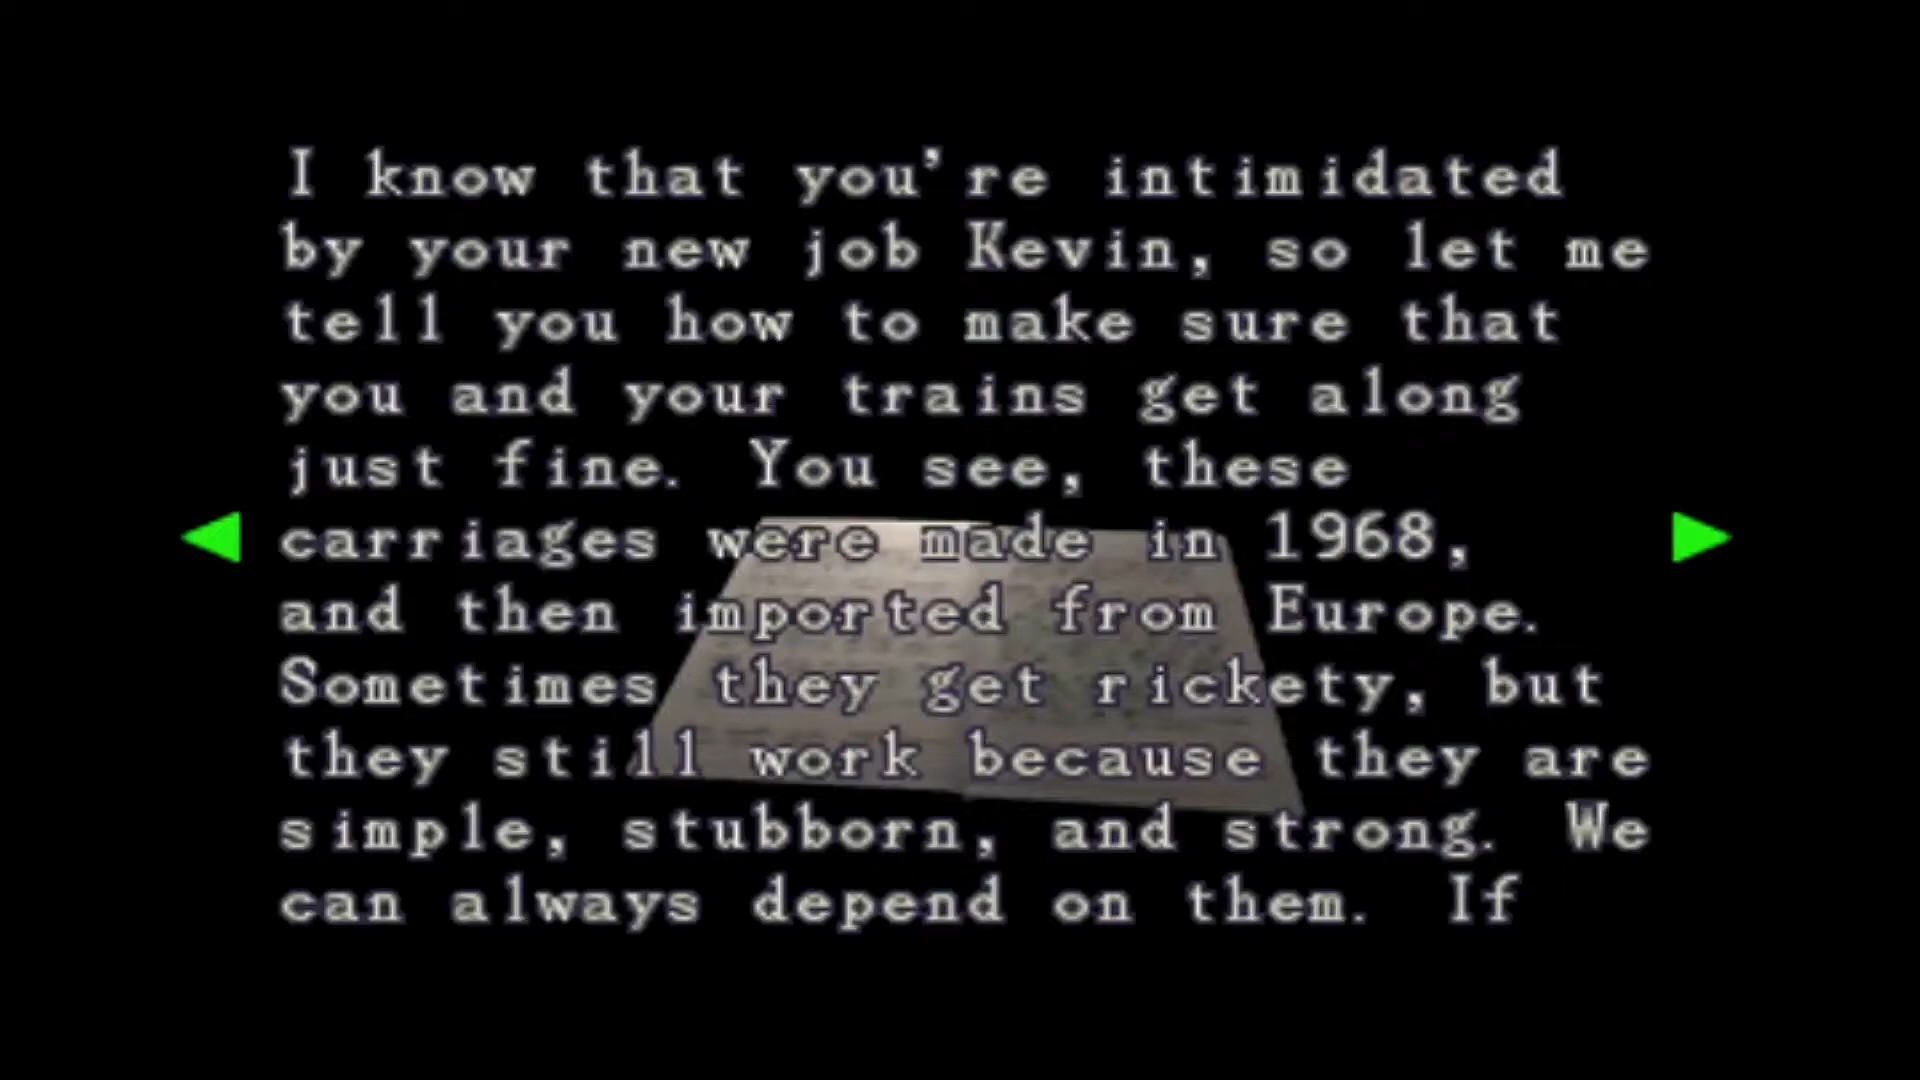 I know that you're intimidated
by your new job Kevin, so let me
tell you how to make sure that
you and your trains get along
just fine. You see, these
carriages were made in 1968,
and then imported from Europe.
Sometimes they get rickety, but
they still work because they are
simple, stubborn, and strong. We
can always depend on them. If